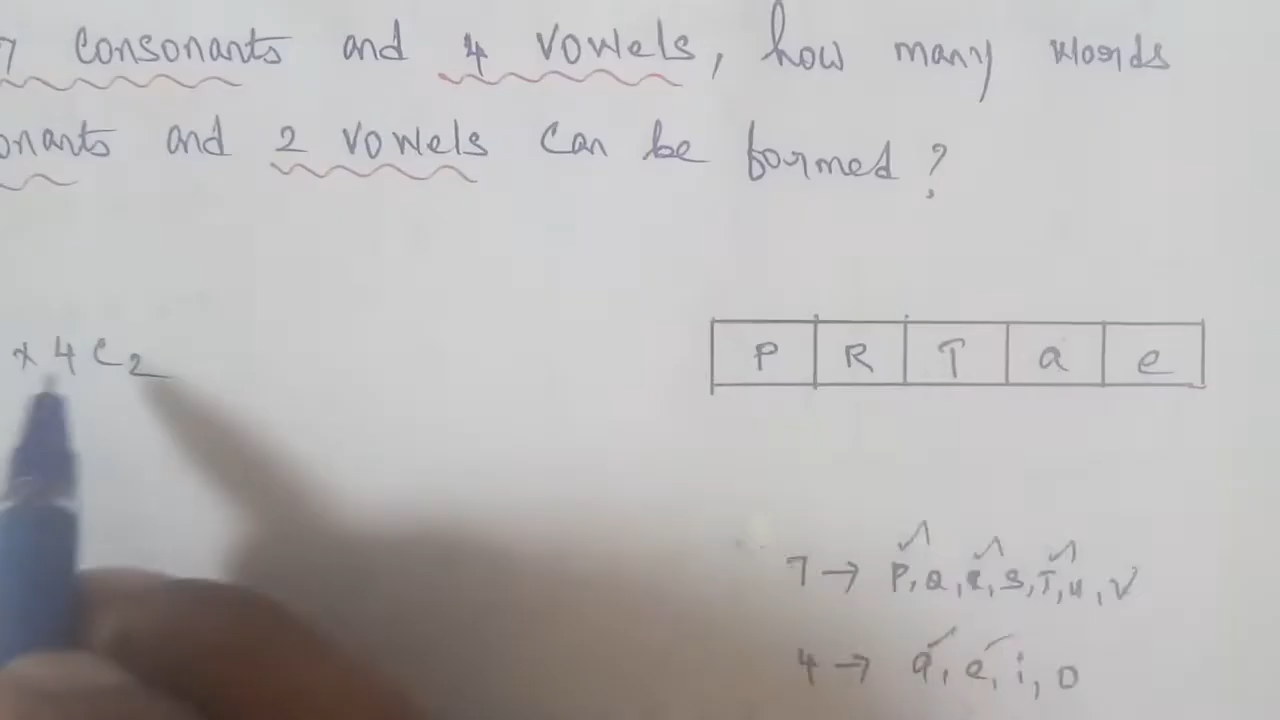 7 consonants and 4 vowels, how many words
onants and 2 vowels can be formed?
x 4C2
P R T a e
7 → P, Q, R, S, T, U, V
4 → a, e, i, o